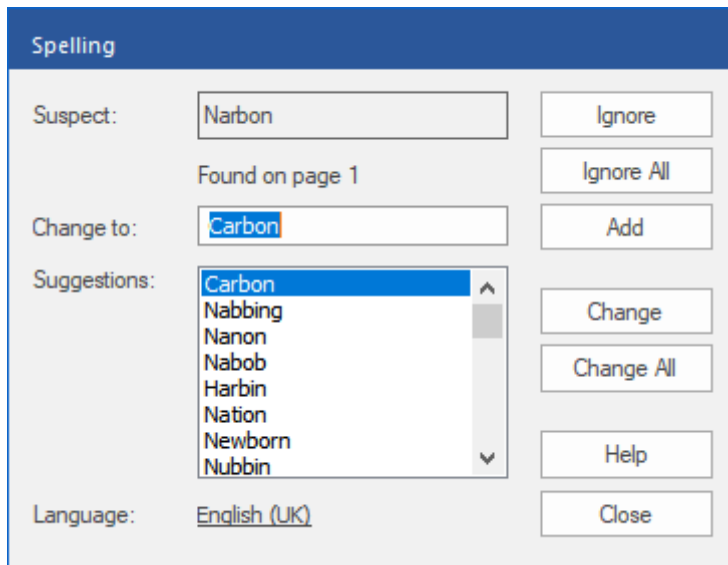 Spelling
Suspect: Narbon Ignore
Found on page 1 Ignore All
Change to: Carbon Add
Suggestions: Carbon
Nabbing
Nanon Change
Nabob
Harbin Change All
Nation
Newborn
Nubbin Help
Language: English (UK) Close